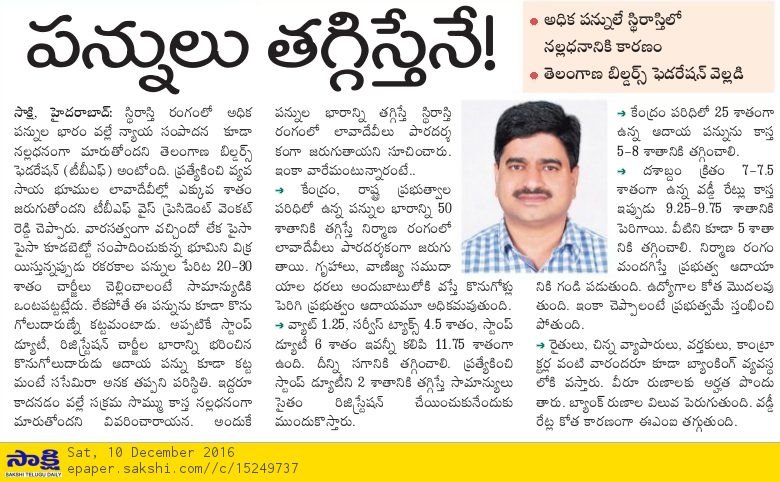 పన్నులు తగ్గిస్తేనే!
● అధిక పన్నులే స్థిరాస్తిలో
నల్లధనానికి కారణం
● తెలంగాణ బిల్డర్స్ ఫెడరేషన్ వెల్లడి
సాక్షి, హైదరాబాద్: స్థిరాస్తి రంగంలో అధిక
పన్నుల భారం వల్లే న్యాయ సంపాదన కూడా
నల్లధనంగా మారుతోందని తెలంగాణ బిల్డర్స్
ఫెడరేషన్ (టీబీఎఫ్) అంటోంది. ప్రత్యేకించి వ్యవ
సాయ భూముల లావాదేవీల్లో ఎక్కువ శాతం
జరుగుతోందని టీబీఎఫ్ వైస్ ప్రెసిడెంట్ వెంకట్
రెడ్డి చెప్పారు. వారసత్వంగా వచ్చిందో లేక పైసా
పైసా కూడబెట్టో సంపాదించుకున్న భూమిని విక్ర
యిస్తున్నప్పుడు రకరకాల పన్నుల పేరిట 20-30
శాతం చార్జీలు చెల్లించాలంటే సామాన్యుడికి
ఒంటపట్టట్లేదు. లేకపోతే ఈ పన్నును కూడా కొను
గోలుదారుణ్నే కట్టమంటాడు. అప్పటికే స్టాంప్
డ్యూటీ, రిజిస్ట్రేషన్ చార్జీల భారాన్ని భరించిన
కొనుగోలుదారుడు ఆదాయ పన్ను కూడా కట్ట
మంటే ససేమిరా అనక తప్పని పరిస్థితి. ఇద్దరూ
కాదనడం వల్లే సక్రమ సొమ్ము కాస్త నల్లధనంగా
మారుతోందని వివరించారాయన. అందుకే
పన్నుల భారాన్ని తగ్గిస్తే స్థిరాస్తి
రంగంలో లావాదేవీలు పారదర్శ
కంగా జరుగుతాయని సూచించారు.
ఇంకా వారేమంటున్నారంటే..
➔ కేంద్రం, రాష్ట్ర ప్రభుత్వాల
పరిధిలో ఉన్న పన్నుల భారాన్ని 50
శాతానికి తగ్గిస్తే నిర్మాణ రంగంలో
లావాదేవీలు పారదర్శకంగా జరుగు
తాయి. గృహాలు, వాణిజ్య సముదా
యాల ధరలు అందుబాటులోకి వస్తే కొనుగోళ్లు
పెరిగి ప్రభుత్వం ఆదాయమూ అధికమవుతుంది.
➔ వ్యాట్ 1.25, సర్వీస్ ట్యాక్స్ 4.5 శాతం, స్టాంప్
డ్యూటీ 6 శాతం ఇవన్నీ కలిపి 11.75 శాతంగా
ఉంది. దీన్ని సగానికి తగ్గించాలి. ప్రత్యేకించి
స్టాంప్ డ్యూటీని 2 శాతానికి తగ్గిస్తే సామాన్యులు
సైతం రిజిస్ట్రేషన్ చేయించుకునేందుకు
ముందుకొస్తారు.
➔ కేంద్రం పరిధిలో 25 శాతంగా
ఉన్న ఆదాయ పన్నును కాస్త
5-8 శాతానికి తగ్గించాలి.
➔ దశాబ్దం క్రితం 7-7.5
శాతంగా ఉన్న వడ్డీ రేట్లు కాస్త
ఇప్పుడు 9.25-9.75 శాతానికి
పెరిగాయి. వీటిని కూడా 5 శాతా
నికి తగ్గించాలి. నిర్మాణ రంగం
మందగిస్తే ప్రభుత్వ ఆదాయా
నికి గండి పడుతుంది. ఉద్యోగాల కోత మొదలవు
తుంది. ఇంకా చెప్పాలంటే ప్రభుత్వమే స్తంభించి
పోతుంది.
➔ రైతులు, చిన్న వ్యాపారులు, వర్తకులు, కాంట్రా
క్టర్ల వంటి వారందరూ కూడా బ్యాంకింగ్ వ్యవస్థ
లోకి వస్తారు. వీరూ రుణాలకు అర్హత పొందు
తారు. బ్యాంక్ రుణాల విలువ పెరుగుతుంది. వడ్డీ
రేట్ల కోత కారణంగా ఈఎంఐ తగ్గుతుంది.
సాక్షి
SAKSHI TELUGU DAILY
Sat, 10 December 2016
epaper.sakshi.com//c/15249737